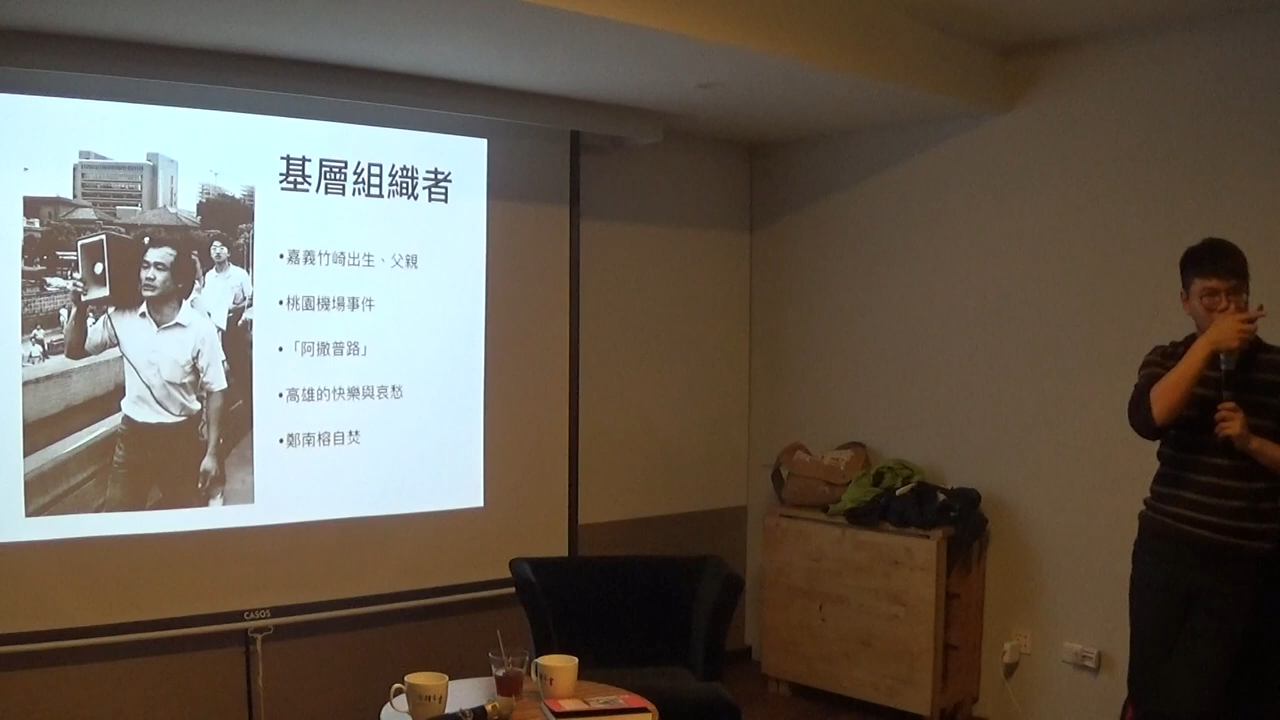 基層組織者
•嘉義竹崎出生、父親
•桃園機場事件
•「阿撒普路」
•高雄的快樂與哀愁
•鄭南榕自焚
CASOS